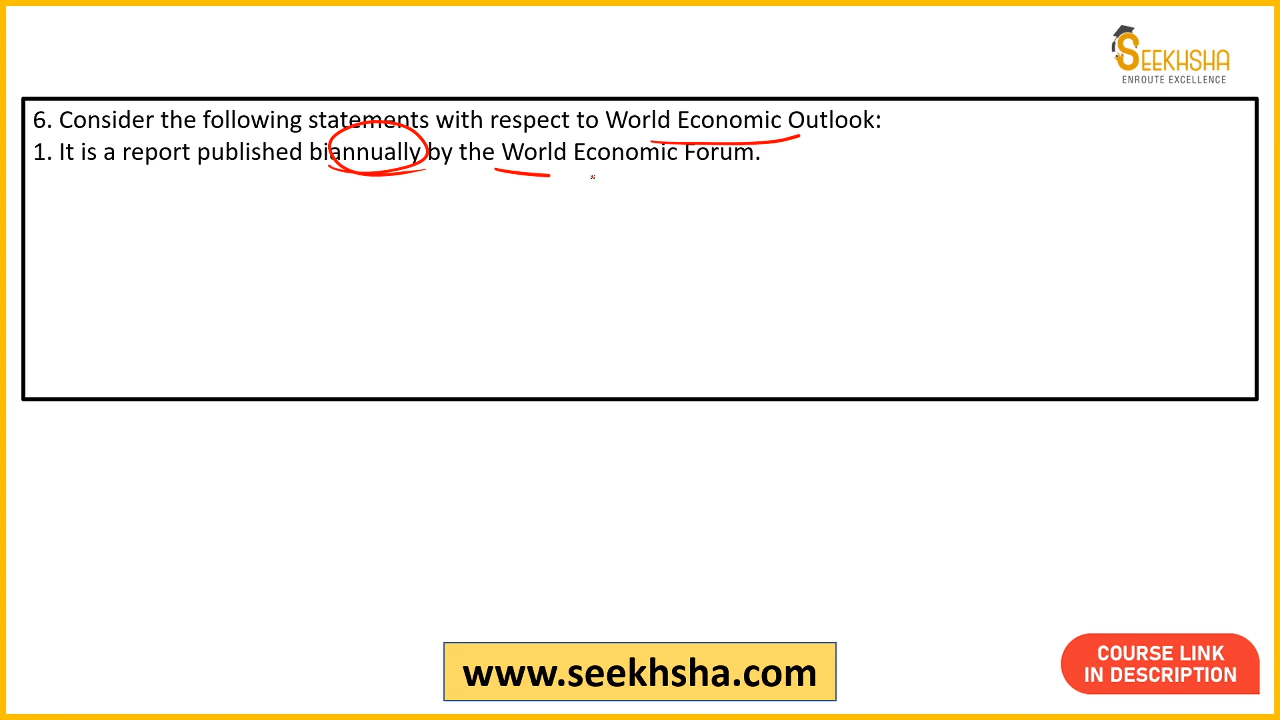 SEEKHSHA
ENROUTE EXCELLENCE
6. Consider the following statements with respect to World Economic Outlook:
1. It is a report published biannually by the World Economic Forum.
www.seekhsha.com
COURSE LINK
IN DESCRIPTION